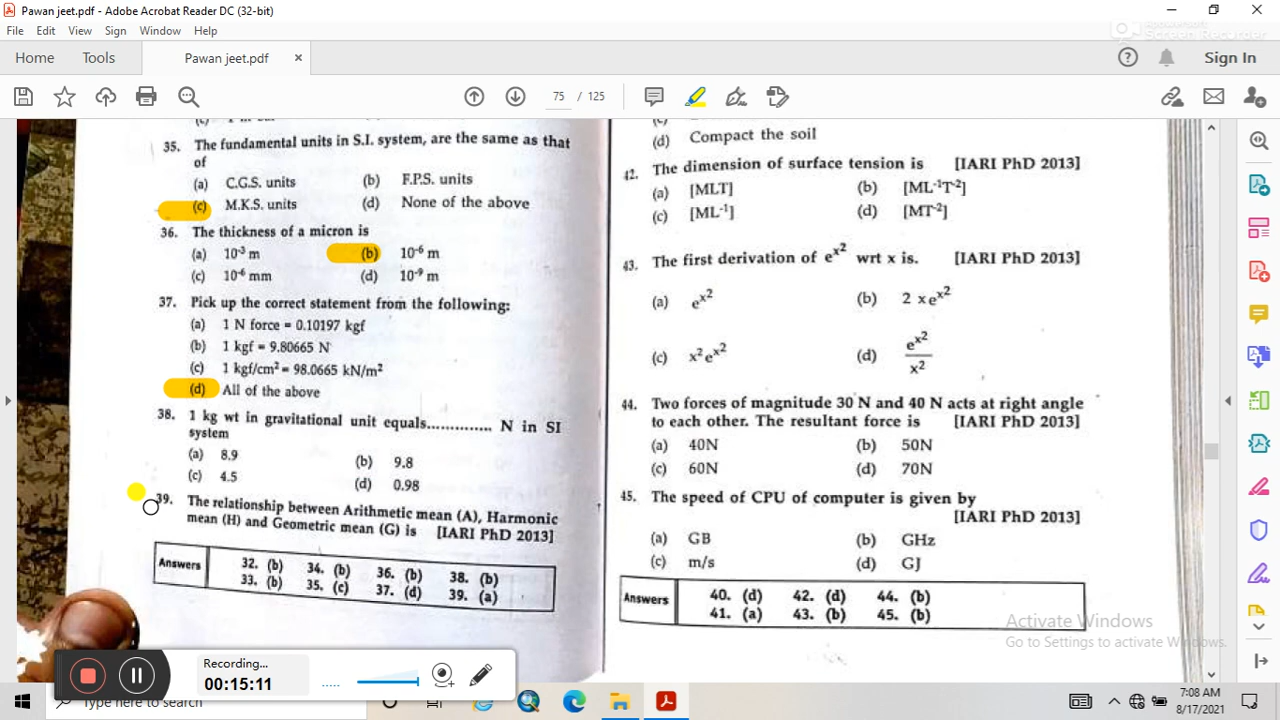 Pawan jeet.pdf - Adobe Acrobat Reader DC (32-bit)
File Edit View Sign Window Help
Home Tools Pawan jeet.pdf × Sign In
75 / 125
35. The fundamental units in S.I. system, are the same as that
of
(a) C.G.S. units (b) F.P.S. units
(c) M.K.S. units (d) None of the above
36. The thickness of a micron is
(a) 10⁻³ m (b) 10⁻⁶ m
(c) 10⁻⁶ mm (d) 10⁻⁹ m
37. Pick up the correct statement from the following:
(a) 1 N force = 0.10197 kgf
(b) 1 kgf = 9.80665 N
(c) 1 kgf/cm² = 98.0665 kN/m²
(d) All of the above
38. 1 kg wt in gravitational unit equals.............. N in SI
system
(a) 8.9 (b) 9.8
(c) 4.5 (d) 0.98
39. The relationship between Arithmetic mean (A), Harmonic
mean (H) and Geometric mean (G) is [IARI PhD 2013]
Answers 32. (b) 34. (b) 36. (b) 38. (b)
33. (b) 35. (c) 37. (d) 39. (a)
(d) Compact the soil
42. The dimension of surface tension is [IARI PhD 2013]
(a) [MLT] (b) [ML⁻¹T⁻²]
(c) [ML⁻¹] (d) [MT⁻²]
43. The first derivation of e^x² wrt x is. [IARI PhD 2013]
(a) e^x² (b) 2 xe^x²
(c) x²e^x² (d) e^x²/x²
44. Two forces of magnitude 30 N and 40 N acts at right angle
to each other. The resultant force is [IARI PhD 2013]
(a) 40N (b) 50N
(c) 60N (d) 70N
45. The speed of CPU of computer is given by
[IARI PhD 2013]
(a) GB (b) GHz
(c) m/s (d) GJ
Answers 40. (d) 42. (d) 44. (b)
41. (a) 43. (b) 45. (b)
Activate Windows
Go to Settings to activate Windows.
Recording...
00:15:11
Type here to search
7:08 AM
8/17/2021